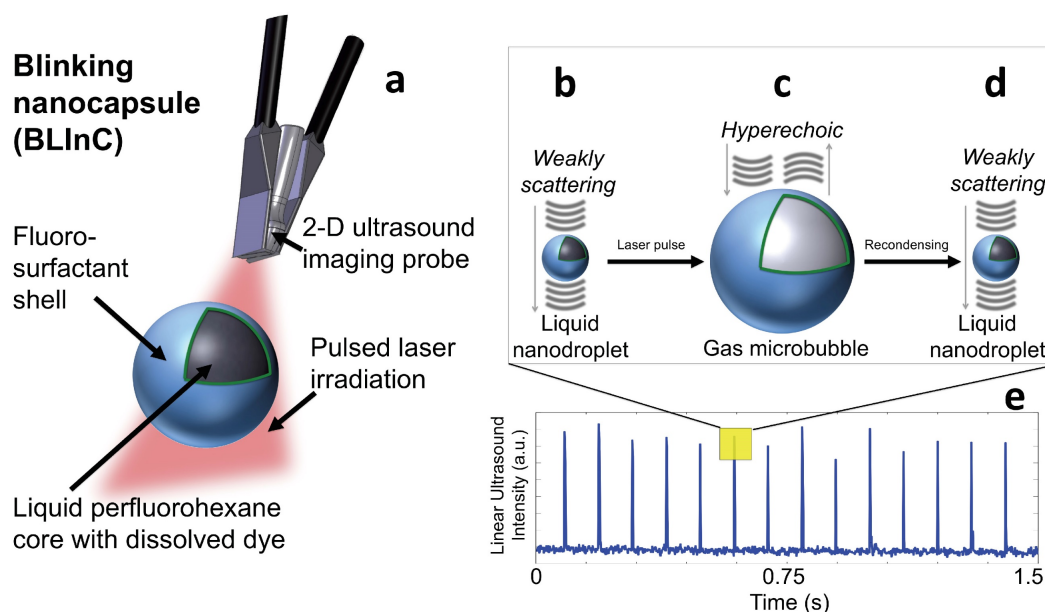 Blinking
nanocapsule
(BLInC)
a
2-D ultrasound
imaging probe
Fluoro-
surfactant
shell
Pulsed laser
irradiation
Liquid perfluorohexane
core with dissolved dye
b
c
d
Weakly
scattering
Hyperechoic
Weakly
scattering
Laser pulse
Recondensing
Liquid
nanodroplet
Gas microbubble
Liquid
nanodroplet
e
Linear Ultrasound
Intensity (a.u.)
0
0.75
1.5
Time (s)